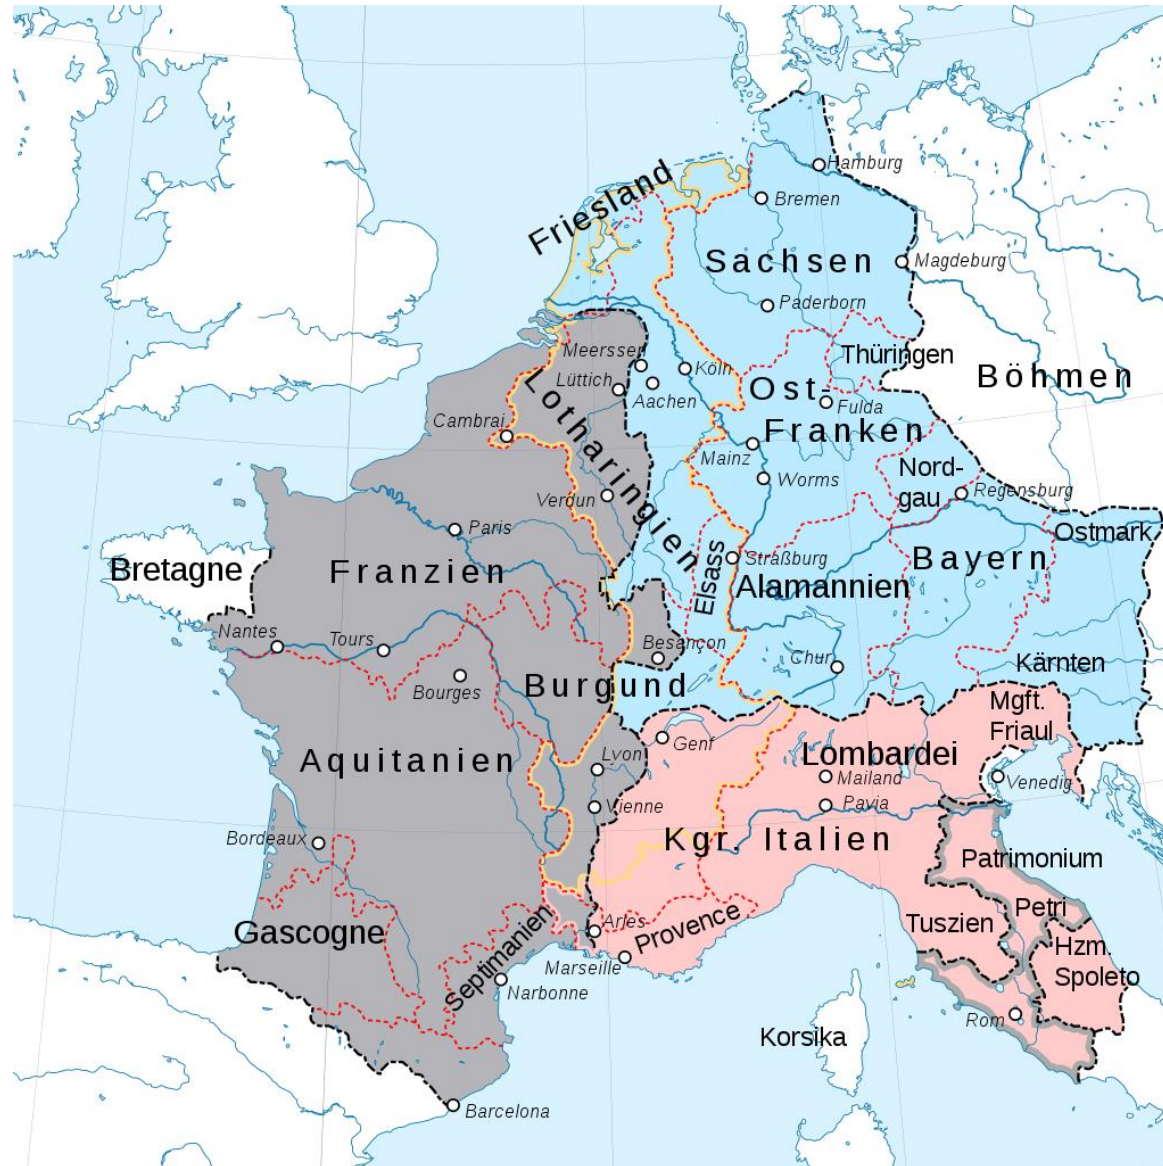 Hamburg
Bremen
Friesland
Sachsen
Magdeburg
Paderborn
Meerssen
Köln
Thüringen
Lüttich
Aachen
Ost-
Franken
Fulda
Böhmen
Cambrai
Lotharingien
Mainz
Worms
Nord-
gau
Regensburg
Verdun
Paris
Ostmark
Bretagne
Franzien
Elsass
Straßburg
Alamannien
Bayern
Nantes
Tours
Besançon
Chur
Kärnten
Bourges
Burgund
Mgft.
Friaul
Aquitanien
Lyon
Genf
Lombardei
Mailand
Venedig
Vienne
Pavia
Bordeaux
Kgr. Italien
Patrimonium
Petri
Gascogne
Septimanien
Arles
Provence
Tuszien
Hzm.
Spoleto
Marseille
Narbonne
Rom
Korsika
Barcelona